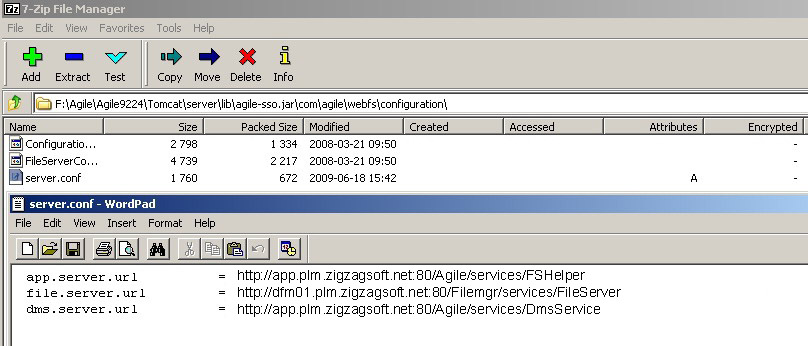 7-Zip File Manager
File Edit View Favorites Tools Help
Add Extract Test Copy Move Delete Info
F:\Agile\Agile9224\Tomcat\server\lib\agile-sso.jar\com\agile\webfs\configuration\
Name Size Packed Size Modified Created Accessed Attributes Encrypted
Configuratio... 2 798 1 334 2008-03-21 09:50 -
FileServerCo... 4 739 2 217 2008-03-21 09:50 -
server.conf 1 760 672 2009-06-18 15:42 A -
server.conf - WordPad
File Edit View Insert Format Help
app.server.url = http://app.plm.zigzagsoft.net:80/Agile/services/FSHelper
file.server.url = http://dfm01.plm.zigzagsoft.net:80/Filemgr/services/FileServer
dms.server.url = http://app.plm.zigzagsoft.net:80/Agile/services/DmsService